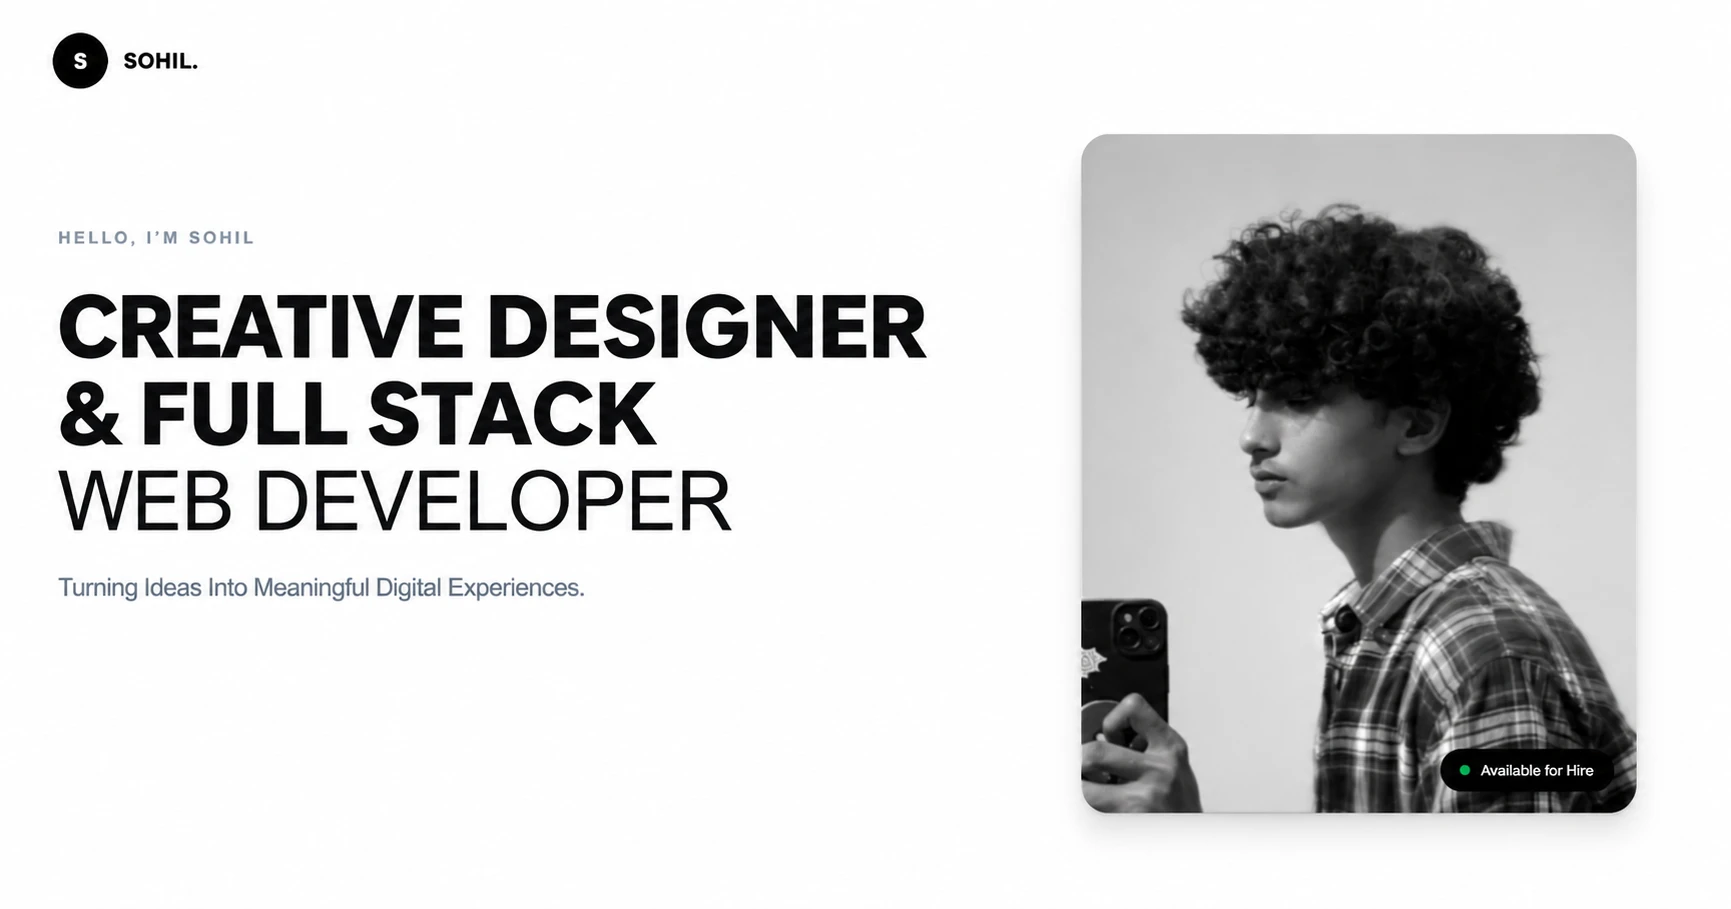 S
SOHIL.
HELLO, I’M SOHIL
CREATIVE DESIGNER
& FULL STACK
WEB DEVELOPER
Turning Ideas Into Meaningful Digital Experiences.
Available for Hire